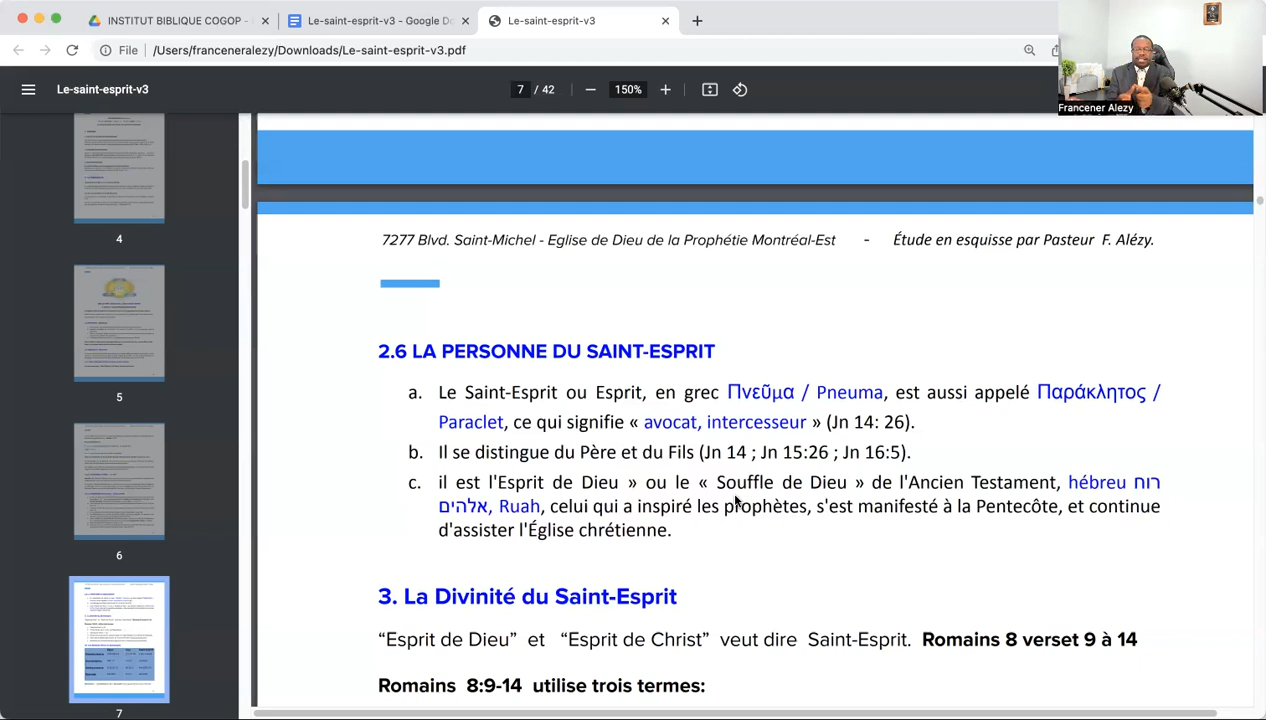 INSTITUT BIBLIQUE COGOP -
Le-saint-esprit-v3 - Google Do
Le-saint-esprit-v3
File
/Users/franceneralezy/Downloads/Le-saint-esprit-v3.pdf
Le-saint-esprit-v3
7 / 42
150%
Francener Alezy
4
5
6
7
7277 Blvd. Saint-Michel - Eglise de Dieu de la Prophétie Montréal-Est - Étude en esquisse par Pasteur F. Alézy.
2.6 LA PERSONNE DU SAINT-ESPRIT
a. Le Saint-Esprit ou Esprit, en grec Πνεῦμα / Pneuma, est aussi appelé Παράκλητος /
Paraclet, ce qui signifie « avocat, intercesseur » (Jn 14: 26).
b. Il se distingue du Père et du Fils (Jn 14 ; Jn 15:26 ; Jn 16:5).
c. il est l'Esprit de Dieu » ou le « Souffle de Dieu » de l'Ancien Testament, hébreu רוח
אלהים, Ruah, celui qui a inspiré les prophètes, s'est manifesté à la Pentecôte, et continue
d'assister l'Église chrétienne.
3. La Divinité du Saint-Esprit
“Esprit de Dieu” et “Esprit de Christ” veut dire Saint-Esprit. Romains 8 verset 9 à 14
Romains 8:9-14 utilise trois termes: